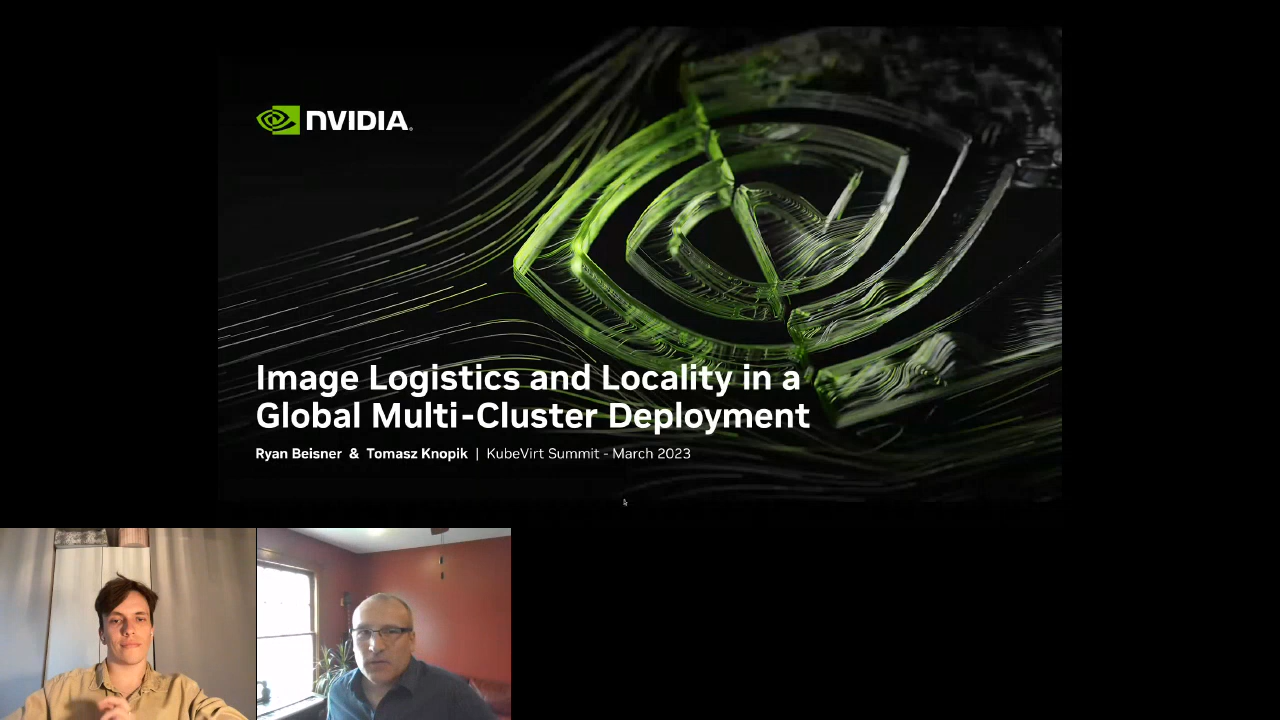 NVIDIA
Image Logistics and Locality in a
Global Multi-Cluster Deployment
Ryan Beisner & Tomasz Knopik | KubeVirt Summit - March 2023